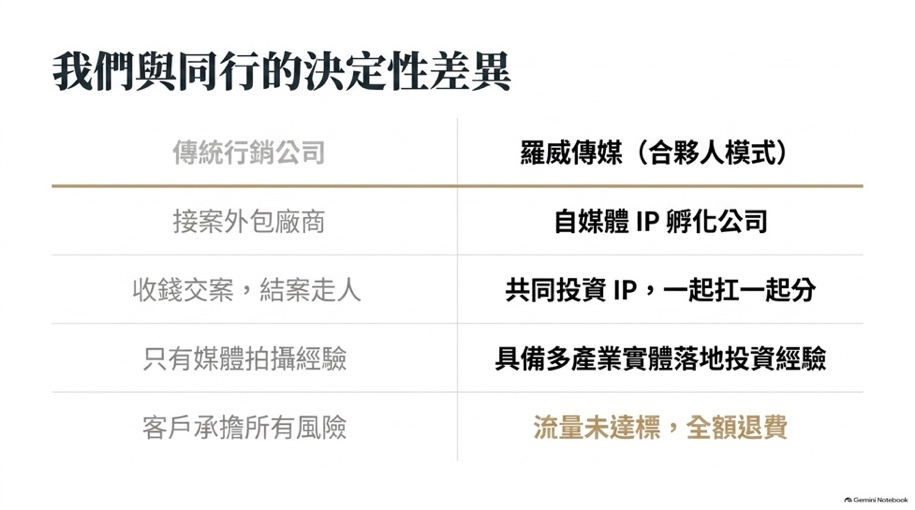 我們與同行的決定性差異
傳統行銷公司
羅威傳媒（合夥人模式）
接案外包廠商
自媒體 IP 孵化公司
收錢交案，結案走人
共同投資 IP，一起扛一起分
只有媒體拍攝經驗
具備多產業實體落地投資經驗
客戶承擔所有風險
流量未達標，全額退費
Gemini Notebook